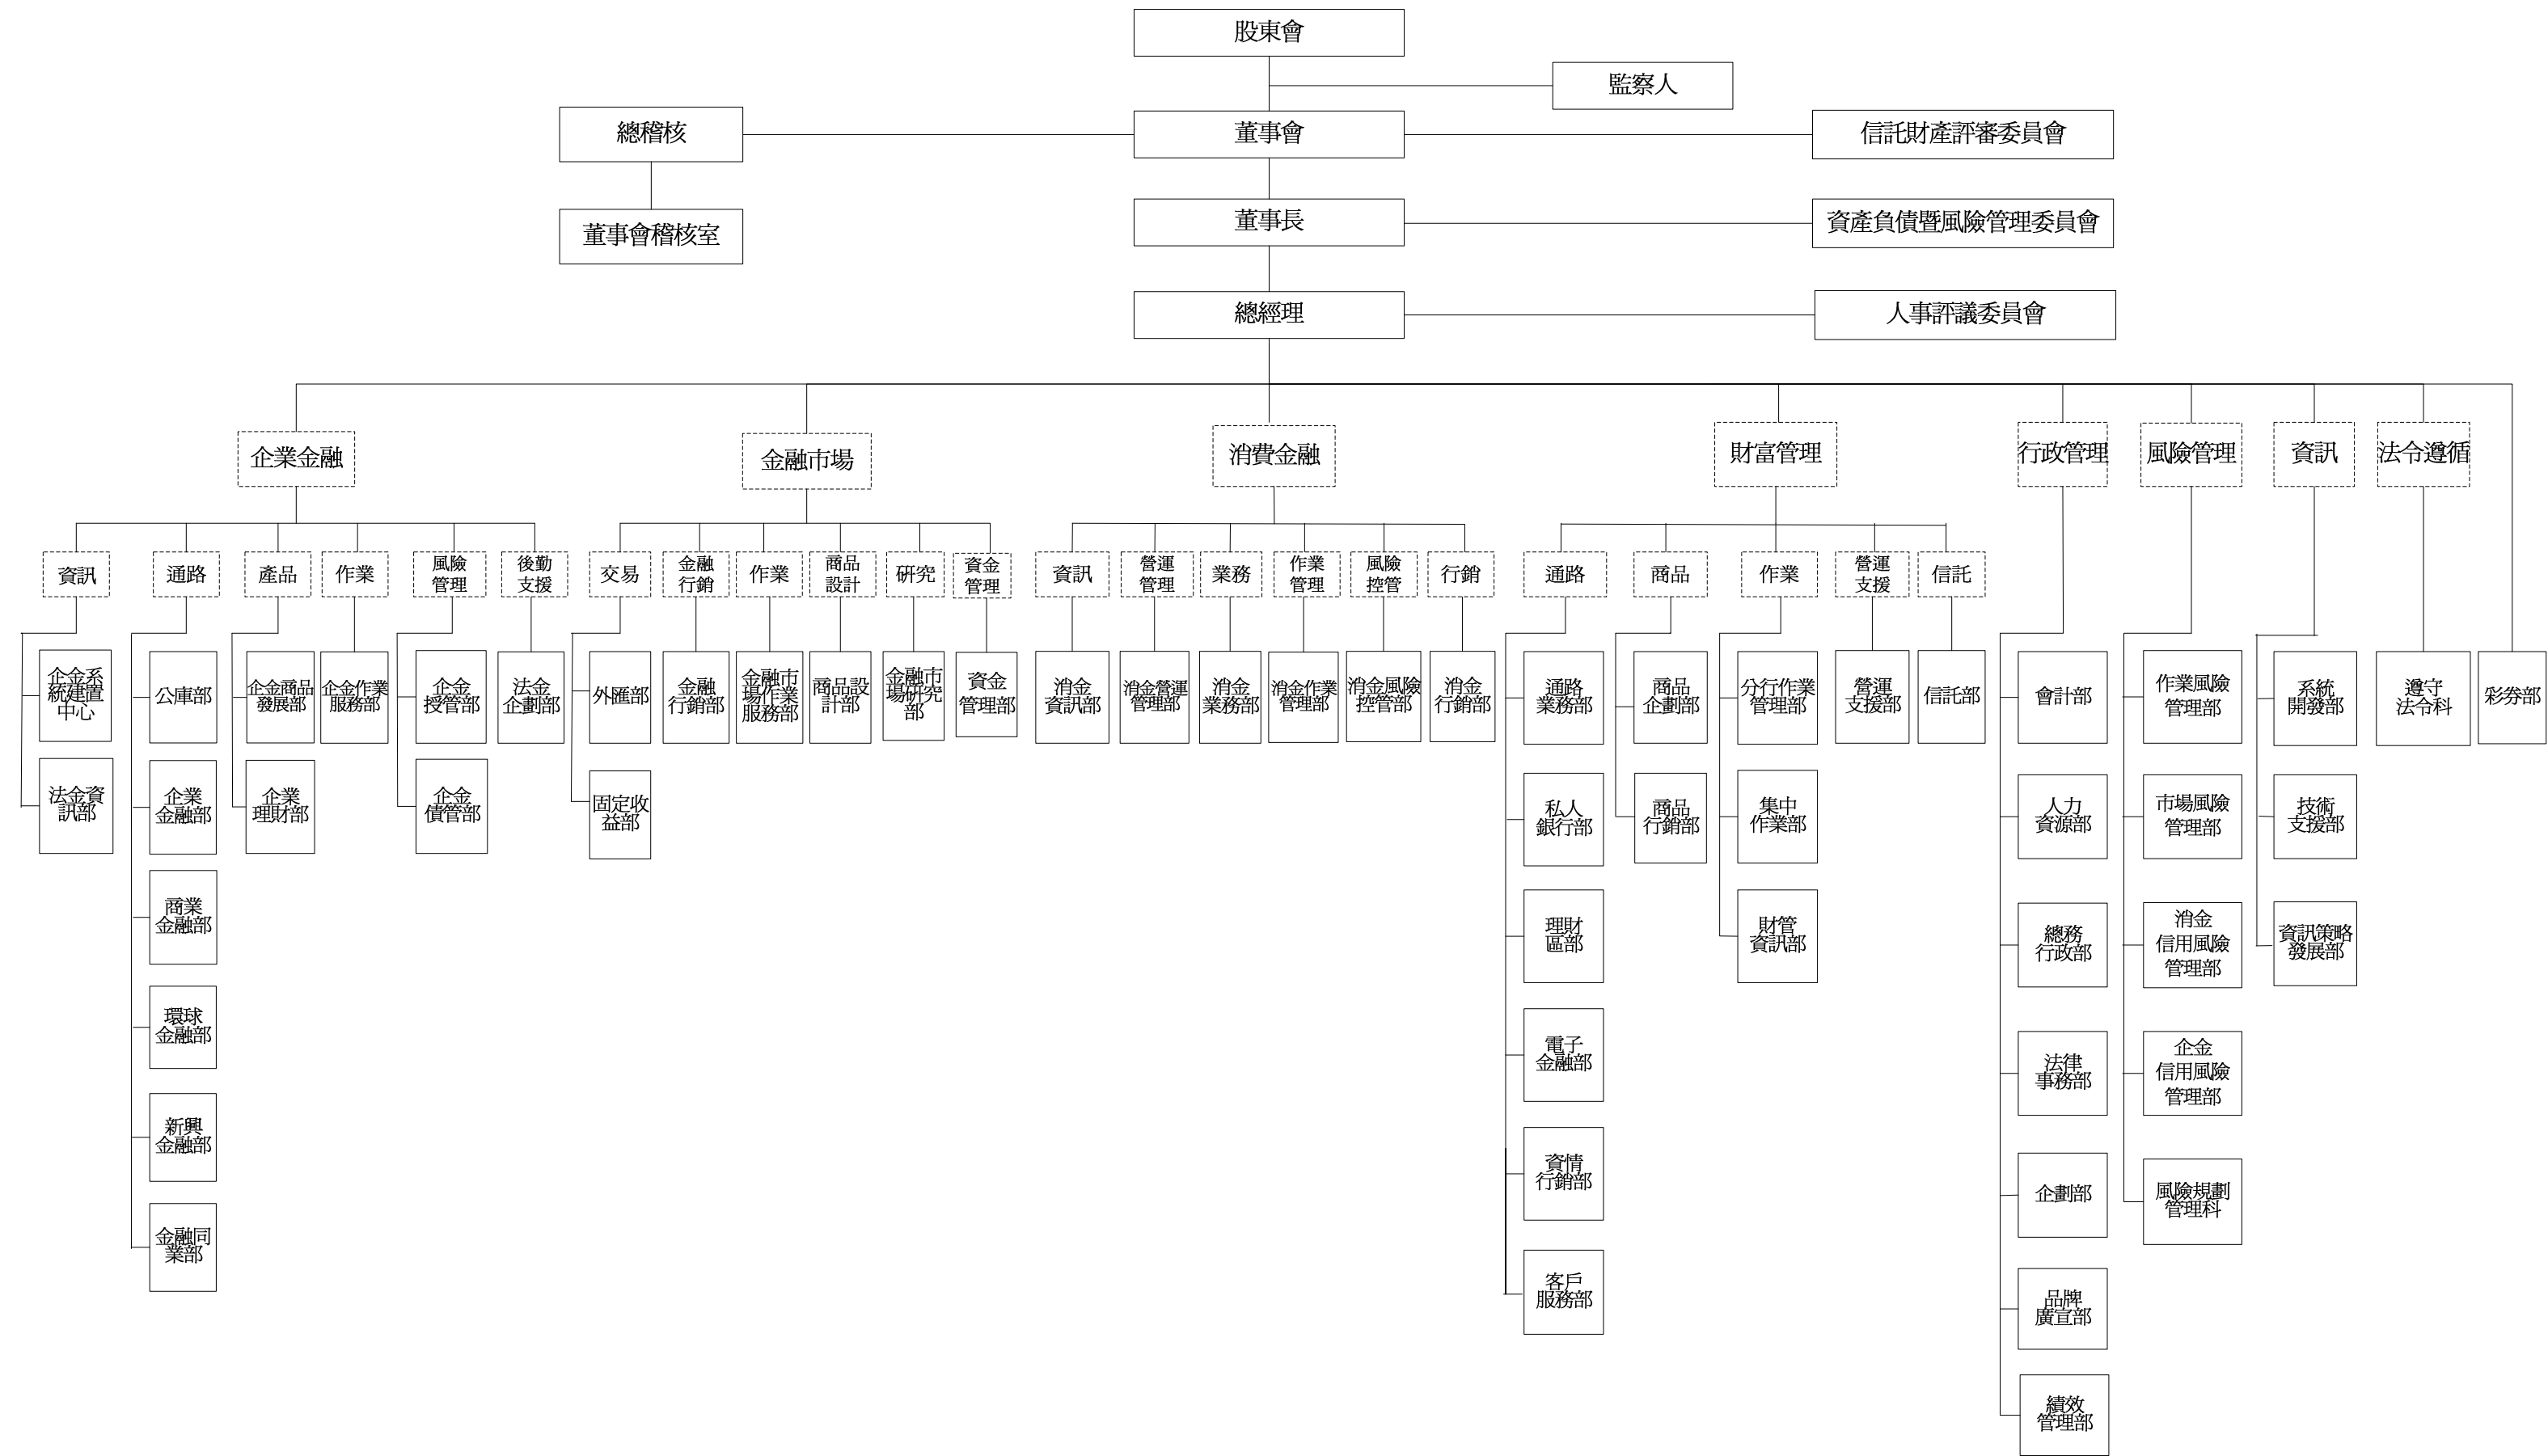 股東會
監察人
總稽核
董事會
信託財產評審委員會
董事會稽核室
董事長
資產負債暨風險管理委員會
總經理
人事評議委員會
企業金融
金融市場
消費金融
財富管理
行政管理
風險管理
資訊
法令遵循
資訊
通路
產品
作業
風險
管理
後勤
支援
交易
金融
行銷
作業
商品
設計
研究
資金
管理
資訊
營運
管理
業務
作業
管理
風險
控管
行銷
通路
商品
作業
營運
支援
信託
企金系
統建置
中心
公庫部
企金商品
發展部
企金作業
服務部
企金
授管部
法金
企劃部
外匯部
金融
行銷部
金融市
場作業
服務部
商品設
計部
金融市
場研究
部
資金
管理部
消金
資訊部
消金營運
管理部
消金
業務部
消金作業
管理部
消金風險
控管部
消金
行銷部
通路
業務部
商品
企劃部
分行作業
管理部
營運
支援部
信託部
會計部
作業風險
管理部
系統
開發部
遵守
法令科
彩券部
法金資
訊部
企業
金融部
企業
理財部
企金
債管部
固定收
益部
私人
銀行部
商品
行銷部
集中
作業部
人力
資源部
市場風險
管理部
技術
支援部
商業
金融部
理財
區部
財管
資訊部
總務
行政部
消金
信用風險
管理部
資訊策略
發展部
環球
金融部
電子
金融部
法律
事務部
企金
信用風險
管理部
新興
金融部
資情
行銷部
企劃部
風險規劃
管理科
金融同
業部
客戶
服務部
品牌
廣宣部
績效
管理部